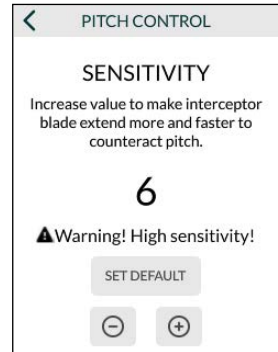 PITCH CONTROL
SENSITIVITY
Increase value to make interceptor
blade extend more and faster to
counteract pitch.
6
Warning! High sensitivity!
SET DEFAULT